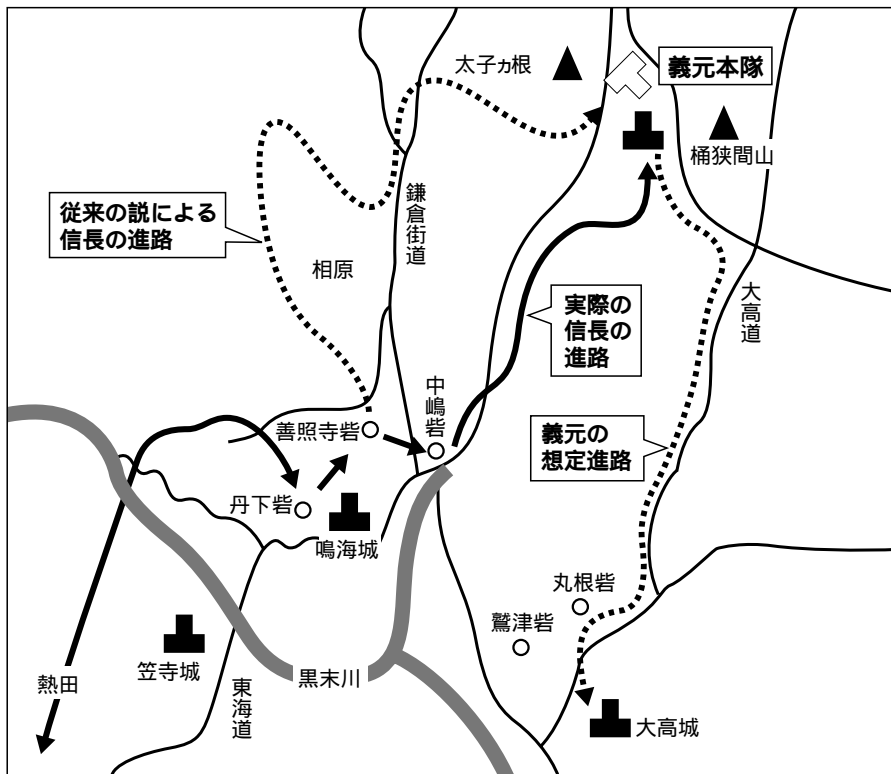 太子ヵ根
義元本隊
桶狭間山
従来の説による
信長の進路
鎌倉街道
相原
大高道
実際の
信長の
進路
中嶋砦
善照寺砦
義元の
想定進路
丹下砦
鳴海城
丸根砦
鷲津砦
笠寺城
黒末川
熱田
東海道
大高城